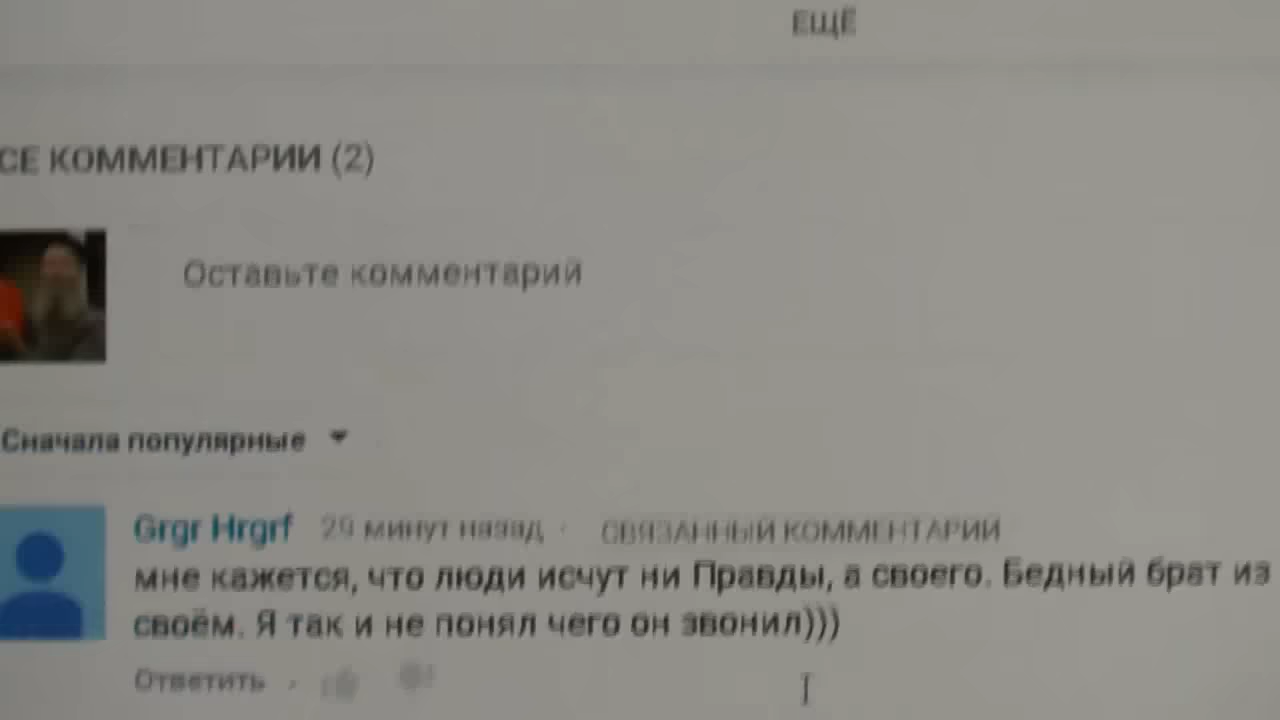 ЕЩЁ
СЕ КОММЕНТАРИИ (2)
Оставьте комментарий
Сначала популярные
Grgr Hrgrf 29 минут назад · СВЯЗАННЫЙ КОММЕНТАРИЙ
мне кажется, что люди исчут ни Правды, а своего. Бедный брат из
своём. Я так и не понял чего он звонил)))
Ответить ·